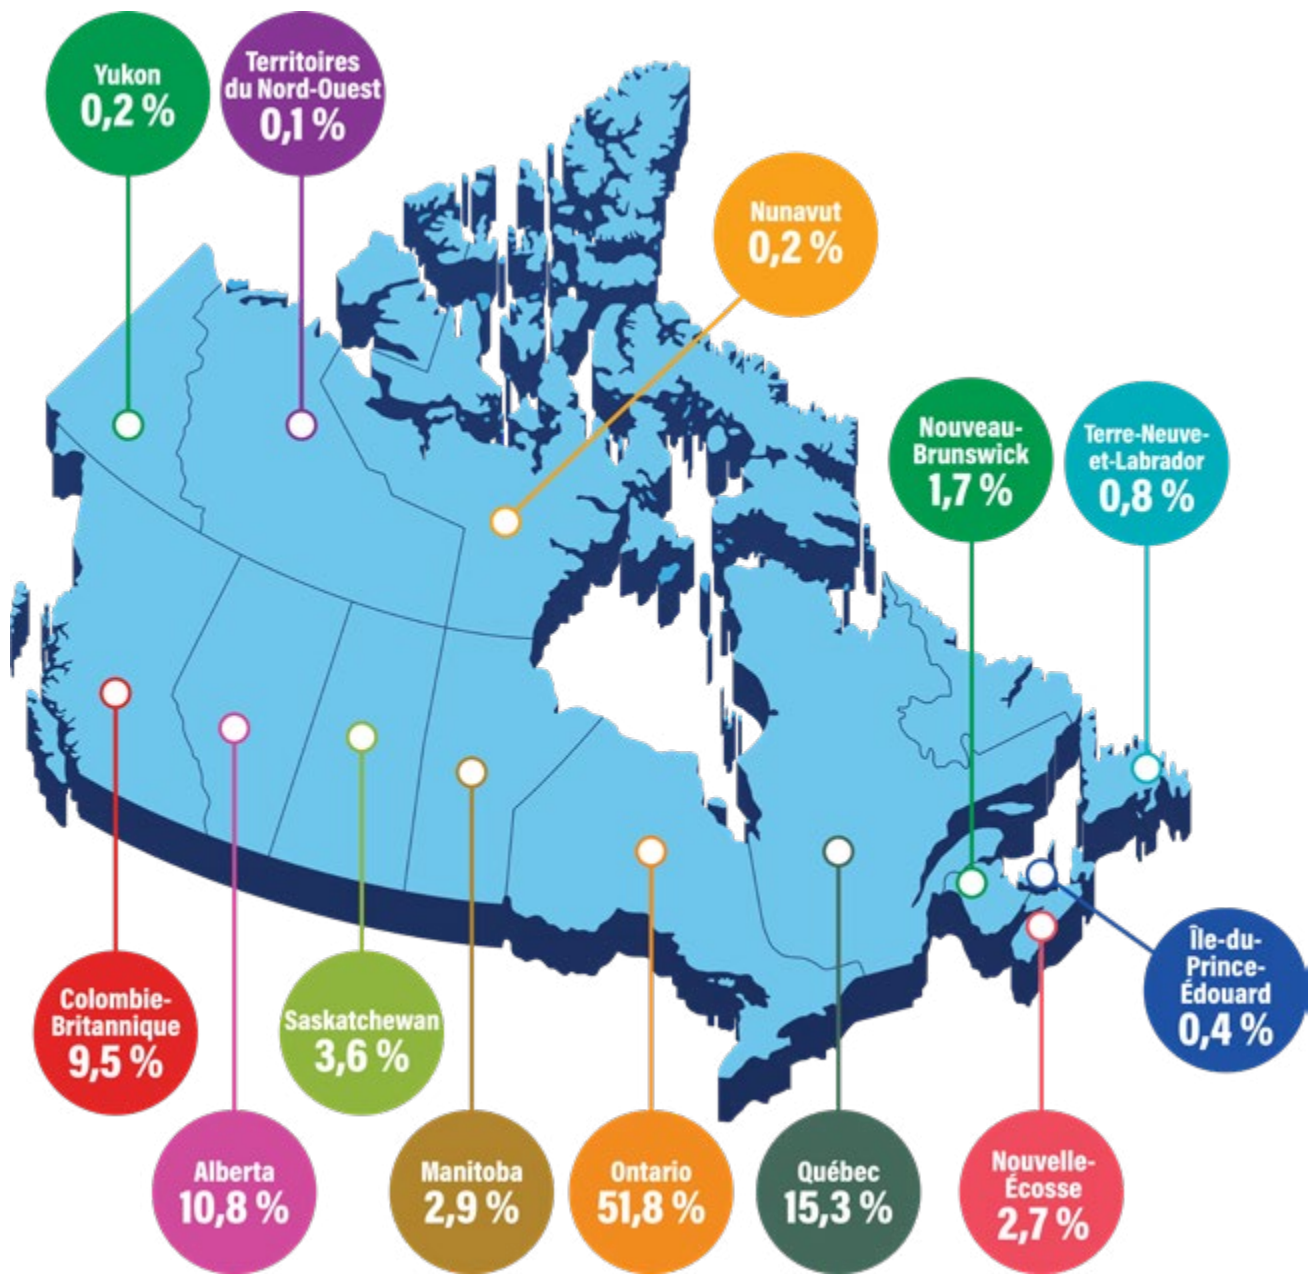 Yukon
0,2 %
Territoires
du Nord-Ouest
0,1 %
Nunavut
0,2 %
Nouveau-
Brunswick
1,7 %
Terre-Neuve-
et-Labrador
0,8 %
Colombie-
Britannique
9,5 %
Saskatchewan
3,6 %
Île-du-
Prince-
Édouard
0,4 %
Alberta
10,8 %
Manitoba
2,9 %
Ontario
51,8 %
Québec
15,3 %
Nouvelle-
Écosse
2,7 %